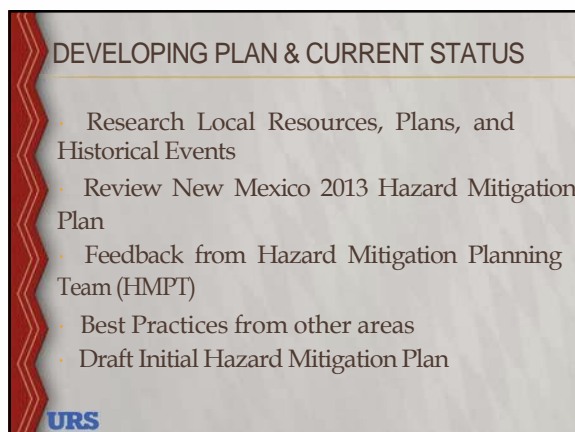 DEVELOPING PLAN & CURRENT STATUS
· Research Local Resources, Plans, and
Historical Events
· Review New Mexico 2013 Hazard Mitigation
Plan
· Feedback from Hazard Mitigation Planning
Team (HMPT)
· Best Practices from other areas
· Draft Initial Hazard Mitigation Plan
URS